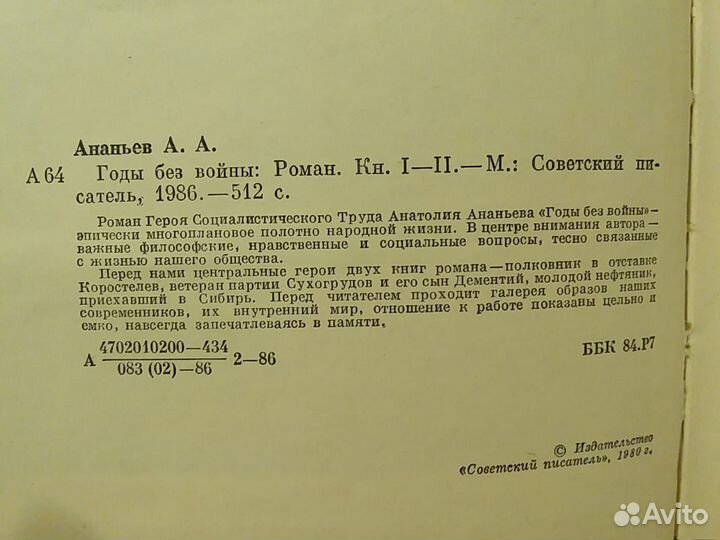 Ананьев А. А.
А 64 Годы без войны: Роман. Кн. I—II.—М.: Советский пи-
сатель, 1986.—512 с.
Роман Героя Социалистического Труда Анатолия Ананьева «Годы без войны»—
эпически многоплановое полотно народной жизни. В центре внимания автора—
важные философские, нравственные и социальные вопросы, тесно связанные
с жизнью нашего общества.
Перед нами центральные герои двух книг романа—полковник в отставке
Коростелев, ветеран партии Сухогрудов и его сын Дементий, молодой нефтяник,
приехавший в Сибирь. Перед читателем проходит галерея образов наших
современников, их внутренний мир, отношение к работе показаны цельно и
емко, навсегда запечатлеваясь в памяти.
4702010200—434
А 2—86
083 (02)—86
ББК 84.Р7
© Издательство
«Советский писатель», 1980 г.
Avito